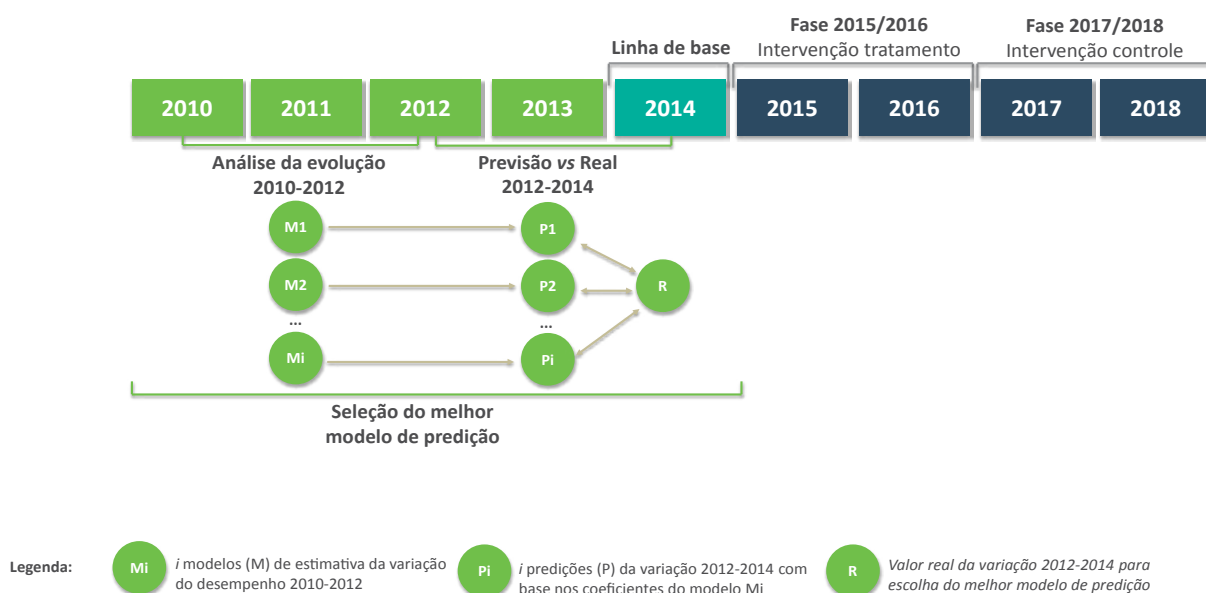 Fase 2015/2016
Intervenção tratamento
Fase 2017/2018
Intervenção controle
Linha de base
2010
2011
2012
2013
2014
2015
2016
2017
2018
Análise da evolução
2010-2012
Previsão vs Real
2012-2014
M1
P1
M2
P2
R
...
...
Mi
Pi
Seleção do melhor
modelo de predição
Legenda:
Mi
i modelos (M) de estimativa da variação
do desempenho 2010-2012
Pi
i predições (P) da variação 2012-2014 com
base nos coeficientes do modelo Mi
R
Valor real da variação 2012-2014 para
escolha do melhor modelo de predição